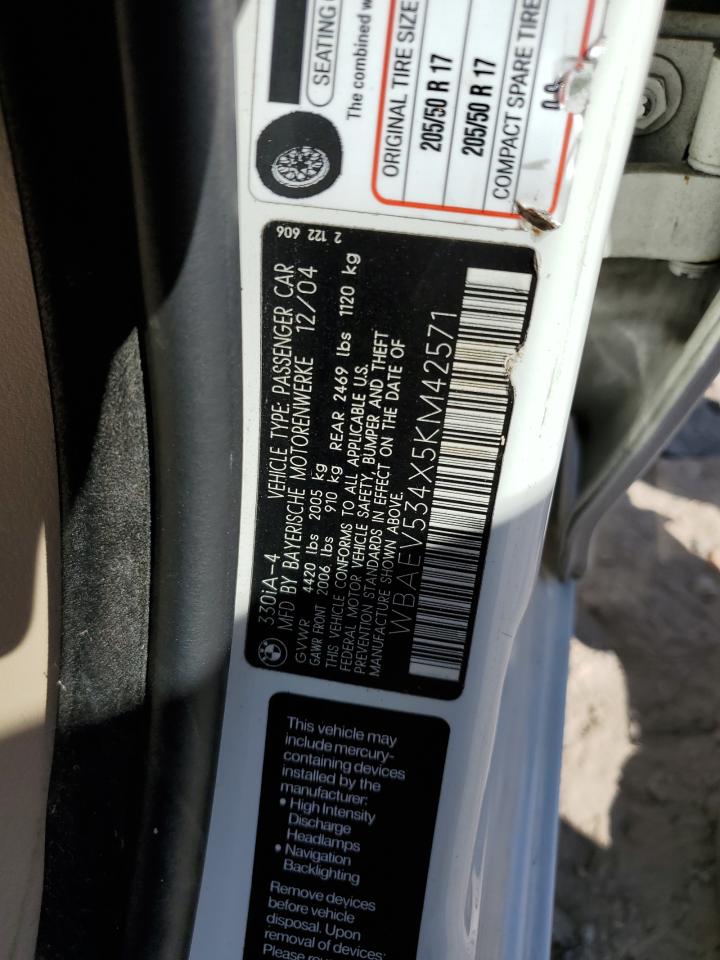 SEATING
The combined w
ORIGINAL TIRE SIZE
205/50 R 17
205/50 R 17
COMPACT SPARE TIRE
330iA-4 VEHICLE TYPE: PASSENGER CAR 2 122 606
MFD BY BAYERISCHE MOTORENWERKE 12/04
GVWR 4420 lbs 2005 kg
GAWR FRONT 2006 lbs 910 kg REAR 2469 lbs 1120 kg
THIS VEHICLE CONFORMS TO ALL APPLICABLE U.S.
FEDERAL MOTOR VEHICLE SAFETY, BUMPER AND THEFT
PREVENTION STANDARDS IN EFFECT ON THE DATE OF
MANUFACTURE SHOWN ABOVE.
WBAEV534X5KM42571
This vehicle may
include mercury-
containing devices
installed by the
manufacturer:
• High Intensity
Discharge
Headlamps
• Navigation
Backlighting
Remove devices
before vehicle
disposal. Upon
removal of devices
Please